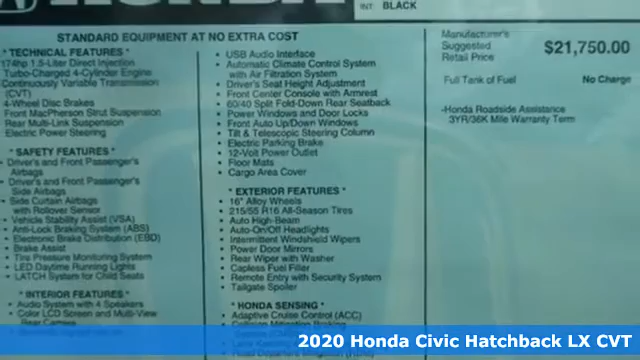 HONDA
INT: BLACK
STANDARD EQUIPMENT AT NO EXTRA COST
* TECHNICAL FEATURES *
174hp 1.5-Liter Direct Injection
Turbo-Charged 4-Cylinder Engine
Continuously Variable Transmission
(CVT)
4-Wheel Disc Brakes
Front MacPherson Strut Suspension
Rear Multi-Link Suspension
Electric Power Steering
* SAFETY FEATURES *
• Driver's and Front Passenger's
Airbags
• Driver's and Front Passenger's
Side Airbags
• Side Curtain Airbags
with Rollover Sensor
• Vehicle Stability Assist (VSA)
• Anti-Lock Braking System (ABS)
• Electronic Brake Distribution (EBD)
• Brake Assist
• Tire Pressure Monitoring System
• LED Daytime Running Lights
• LATCH System for Child Seats
* INTERIOR FEATURES *
• Audio System with 4 Speakers
• Color LCD Screen and Multi-View
Rear Camera
• USB Audio Interface
• Automatic Climate Control System
with Air Filtration System
• Driver's Seat Height Adjustment
• Front Center Console with Armrest
• 60/40 Split Fold-Down Rear Seatback
• Power Windows and Door Locks
• Front Auto Up/Down Windows
• Tilt & Telescopic Steering Column
• Electric Parking Brake
• 12-Volt Power Outlet
• Floor Mats
• Cargo Area Cover
* EXTERIOR FEATURES *
• 16" Alloy Wheels
• 215/55 R16 All-Season Tires
• Auto High-Beam
• Auto-On/Off Headlights
• Intermittent Windshield Wipers
• Power Door Mirrors
• Rear Wiper with Washer
• Capless Fuel Filler
• Remote Entry with Security System
• Tailgate Spoiler
* HONDA SENSING *
• Adaptive Cruise Control (ACC)
• Collision Mitigation Braking
Manufacturer's
Suggested
Retail Price
$21,750.00
Full Tank of Fuel No Charge
-Honda Roadside Assistance
3YR/36K Mile Warranty Term
2020 Honda Civic Hatchback LX CVT